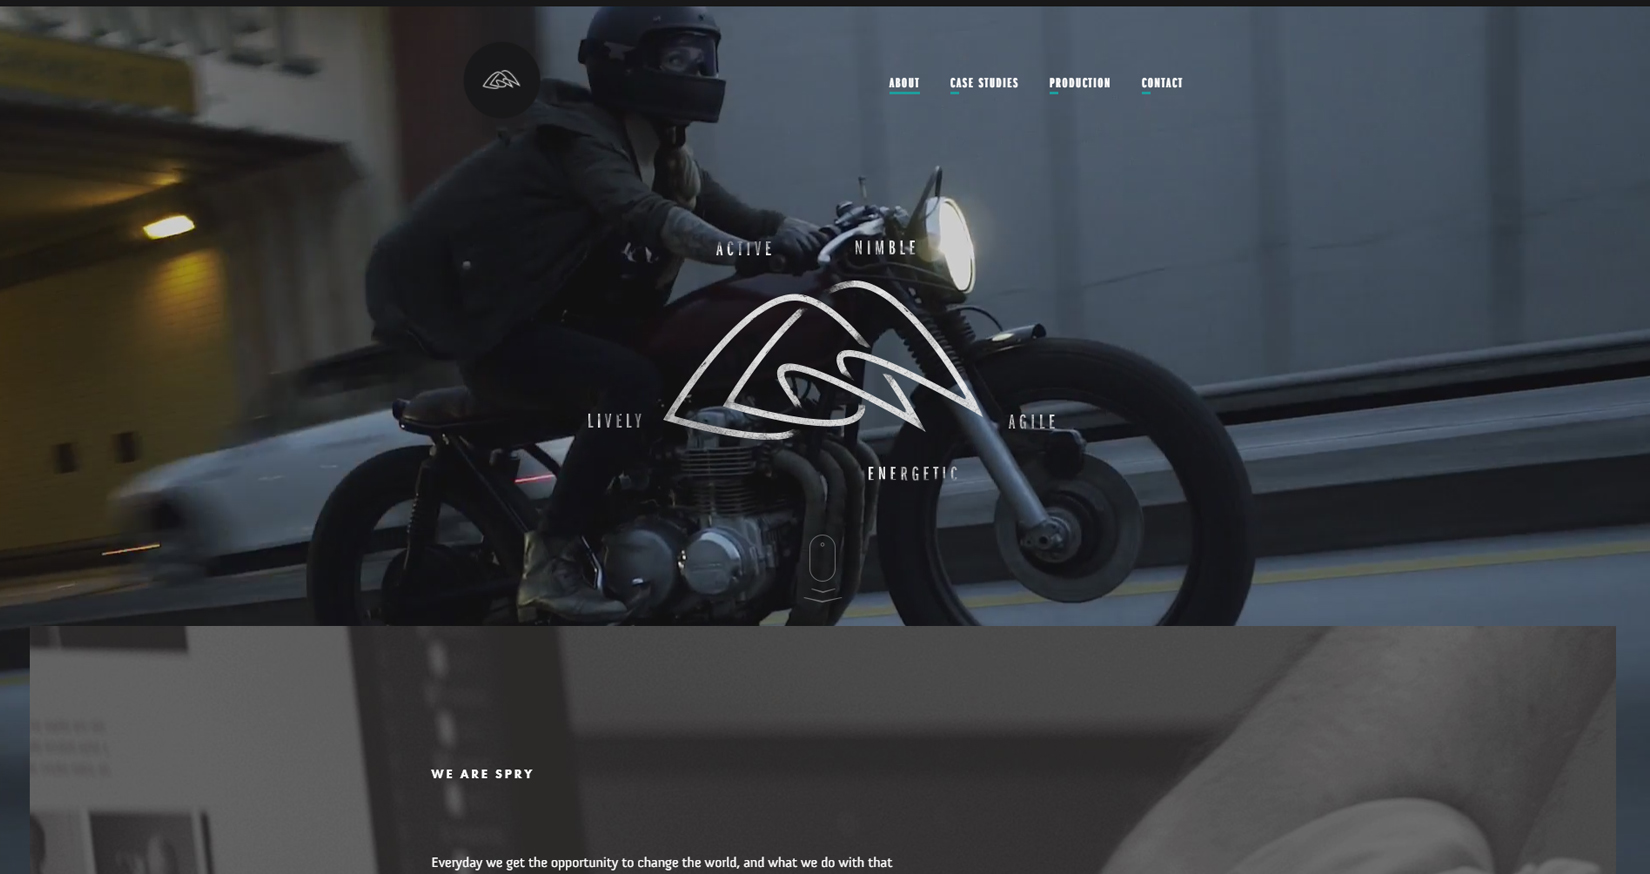 ABOUT
CASE STUDIES
PRODUCTION
CONTACT
ACTIVE
NIMBLE
LIVELY
AGILE
ENERGETIC
WE ARE SPRY
Everyday we get the opportunity to change the world, and what we do with that